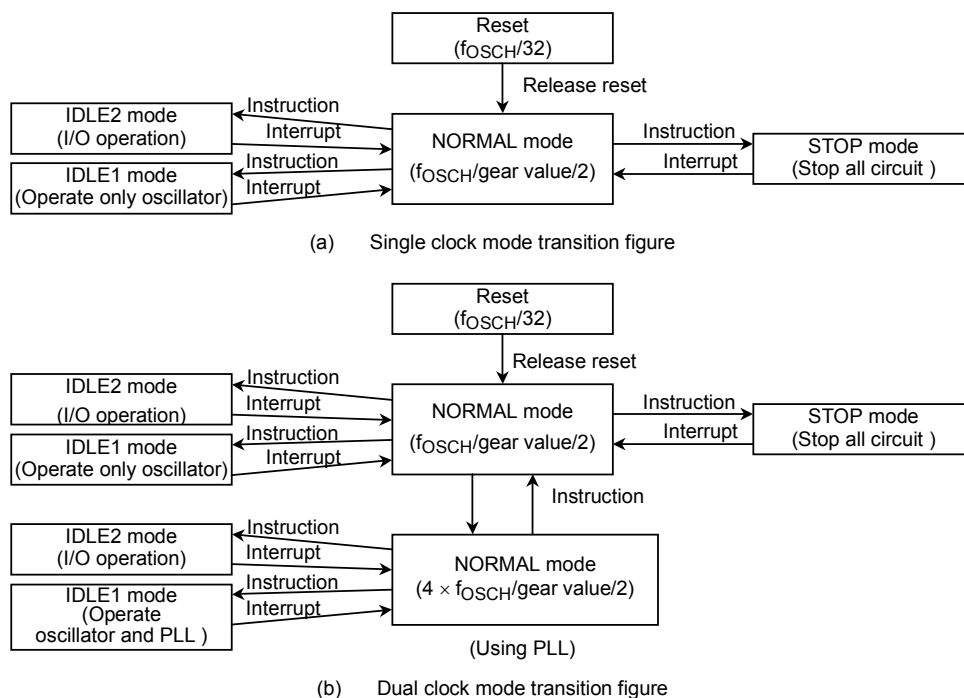 Reset
(fOSCH/32)
Release reset
IDLE2 mode
(I/O operation)
Instruction
Interrupt
IDLE1 mode
(Operate only oscillator)
Instruction
Interrupt
NORMAL mode
(fOSCH/gear value/2)
Instruction
Interrupt
STOP mode
(Stop all circuit )
(a) Single clock mode transition figure
Reset
(fOSCH/32)
Release reset
IDLE2 mode
(I/O operation)
Instruction
Interrupt
IDLE1 mode
(Operate only oscillator)
Instruction
Interrupt
NORMAL mode
(fOSCH/gear value/2)
Instruction
Interrupt
STOP mode
(Stop all circuit )
Instruction
IDLE2 mode
(I/O operation)
Instruction
Interrupt
IDLE1 mode
(Operate
oscillator and PLL )
Instruction
Interrupt
NORMAL mode
(4 × fOSCH/gear value/2)
(Using PLL)
(b) Dual clock mode transition figure